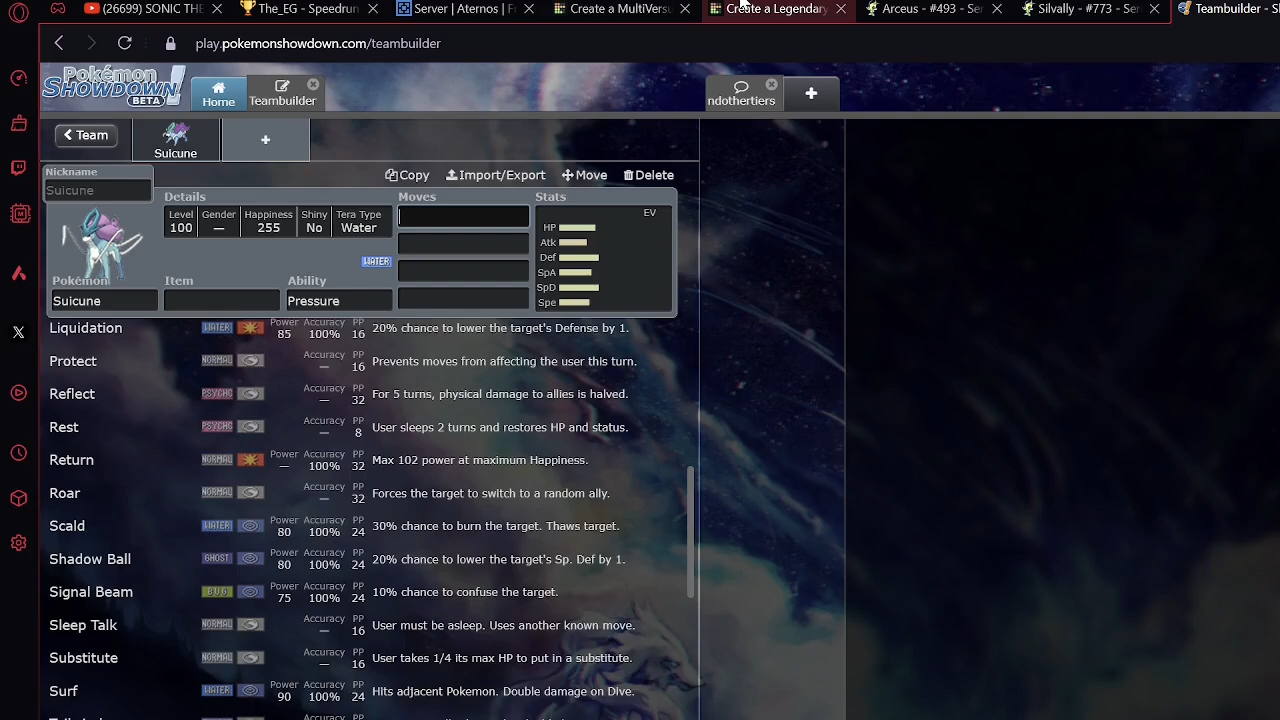 (26699) SONIC THE
The_EG - Speedrun
Server | Aternos | F
Create a MultiVersu
Create a Legendary
Arceus - #493 - Ser
Silvally - #773 - Ser
Teambuilder - S
play.pokemonshowdown.com/teambuilder
Pokémon
SHOWDOWN!
BETA
Home
Teambuilder
ndothertiers
Team
Suicune
+
Nickname
Suicune
Copy
Import/Export
Move
Delete
Details
Moves
Stats
Level
100
Gender
—
Happiness
255
Shiny
No
Tera Type
Water
EV
HP
Atk
Def
SpA
SpD
Spe
WATER
Pokémon
Suicune
Item
Ability
Pressure
Liquidation WATER Power 85 Accuracy 100% PP 16 20% chance to lower the target's Defense by 1.
Protect NORMAL Accuracy — PP 16 Prevents moves from affecting the user this turn.
Reflect PSYCHC Accuracy — PP 32 For 5 turns, physical damage to allies is halved.
Rest PSYCHC Accuracy — PP 8 User sleeps 2 turns and restores HP and status.
Return NORMAL Power — Accuracy 100% PP 32 Max 102 power at maximum Happiness.
Roar NORMAL Accuracy — PP 32 Forces the target to switch to a random ally.
Scald WATER Power 80 Accuracy 100% PP 24 30% chance to burn the target. Thaws target.
Shadow Ball GHOST Power 80 Accuracy 100% PP 24 20% chance to lower the target's Sp. Def by 1.
Signal Beam BUG Power 75 Accuracy 100% PP 24 10% chance to confuse the target.
Sleep Talk NORMAL Accuracy — PP 16 User must be asleep. Uses another known move.
Substitute NORMAL Accuracy — PP 16 User takes 1/4 its max HP to put in a substitute.
Surf WATER Power 90 Accuracy 100% PP 24 Hits adjacent Pokemon. Double damage on Dive.